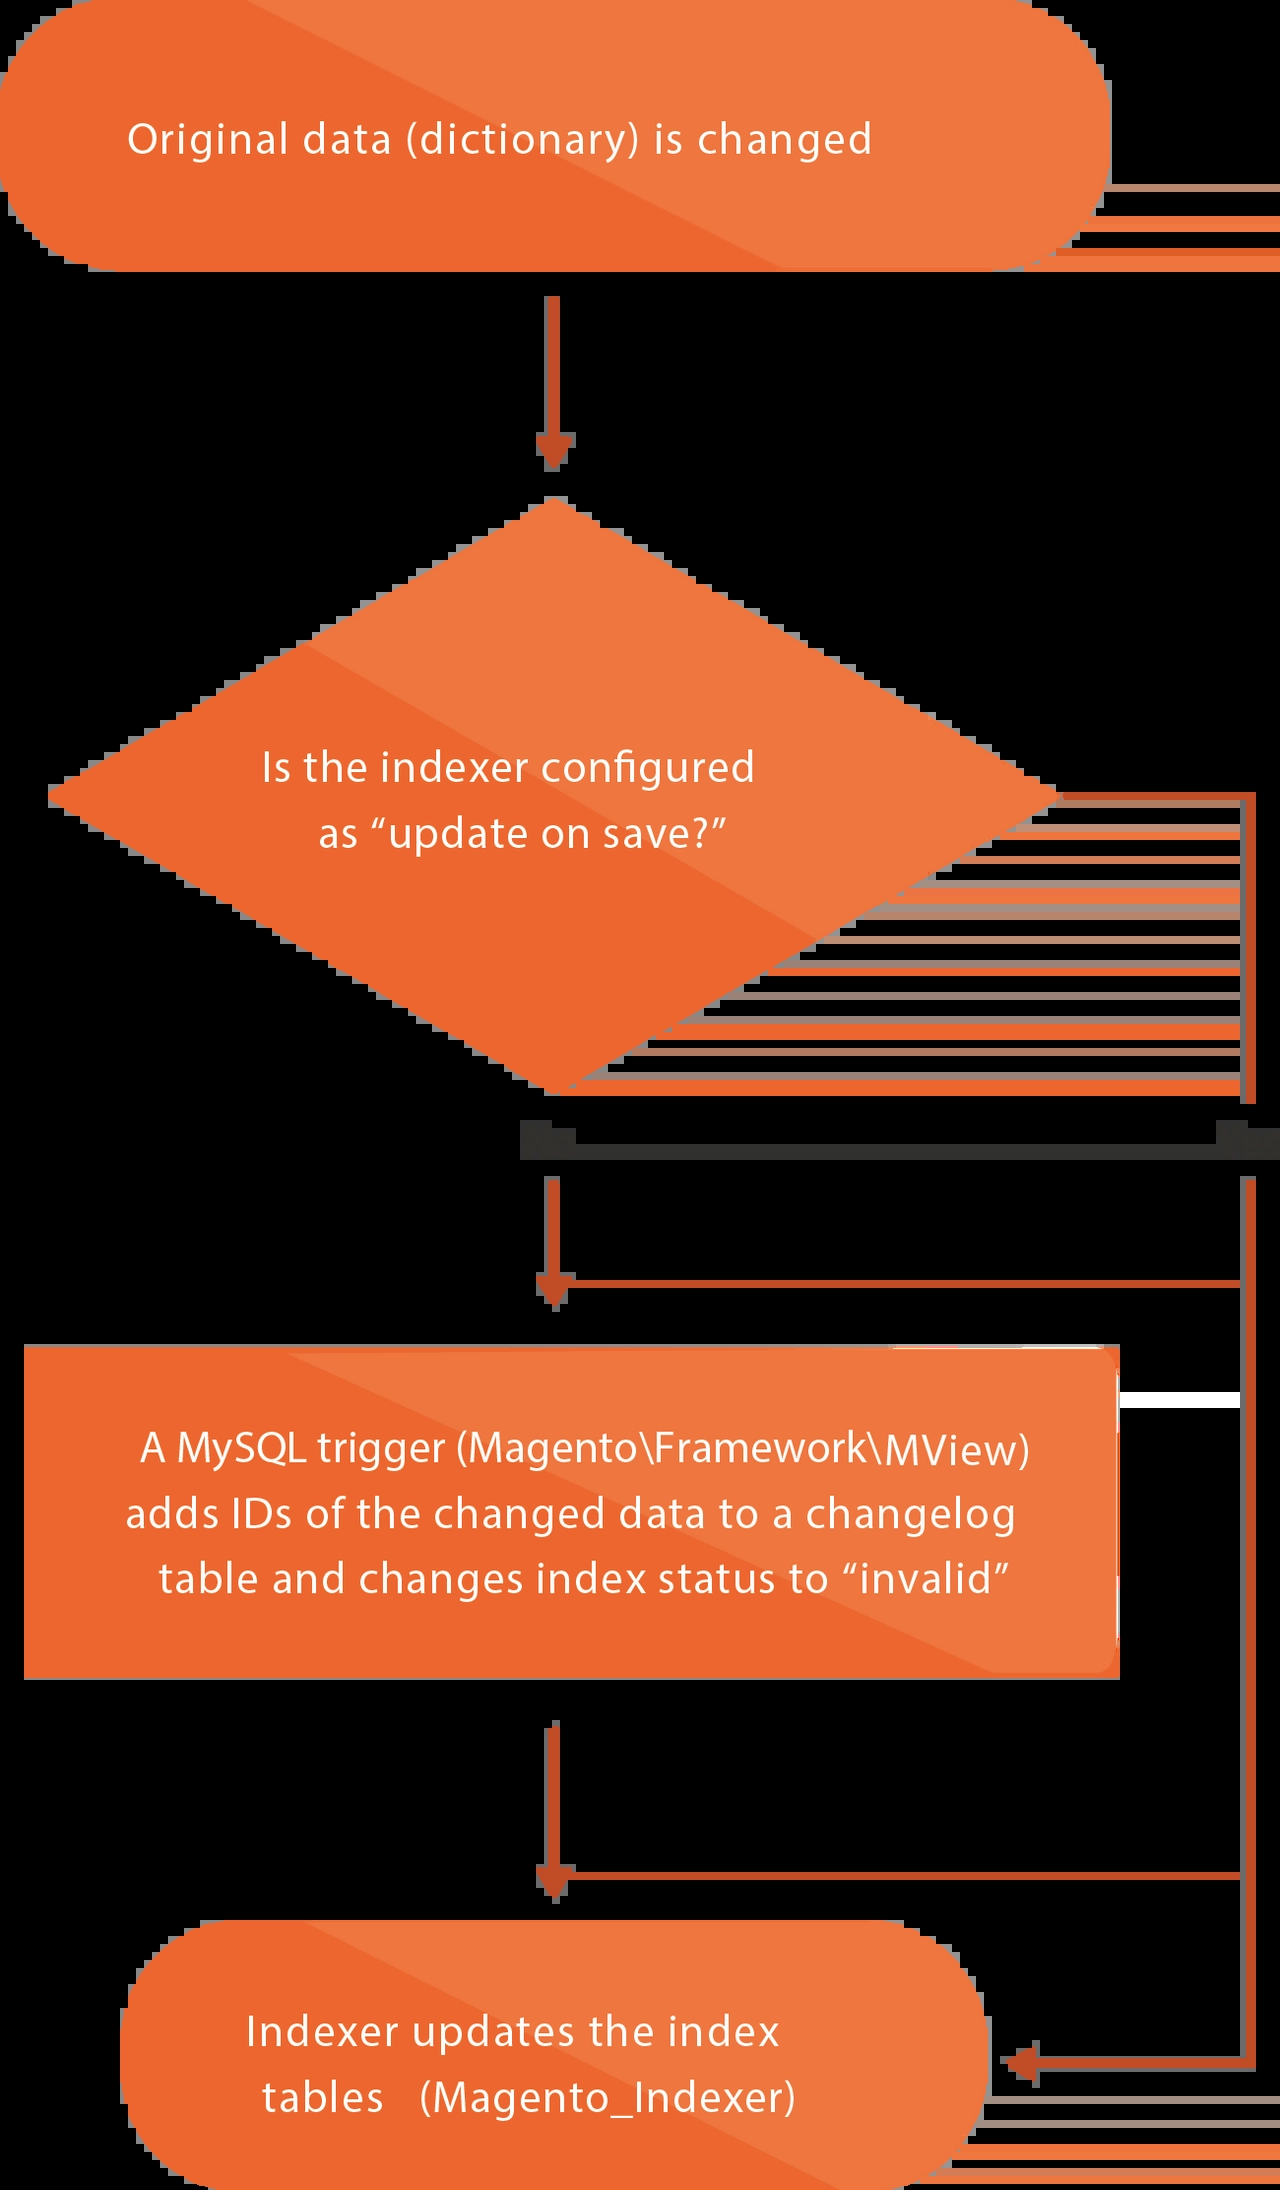 Original data (dictionary) is changed
Is the indexer configured
as “update on save?”
A MySQL trigger (Magento\Framework\MView)
adds IDs of the changed data to a changelog
table and changes index status to “invalid”
Indexer updates the index
tables (Magento_Indexer)